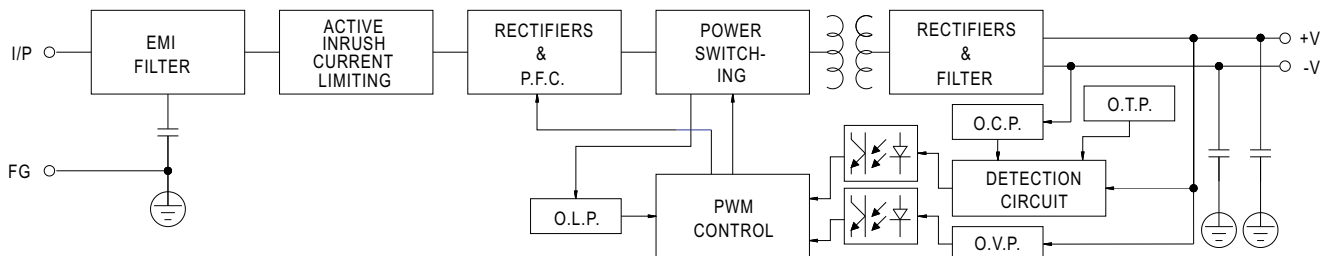 I/P
EMI
FILTER
ACTIVE
INRUSH
CURRENT
LIMITING
RECTIFIERS
&
P.F.C.
POWER
SWITCH-
ING
RECTIFIERS
&
FILTER
+V
-V
O.C.P.
O.T.P.
FG
DETECTION
CIRCUIT
O.L.P.
PWM
CONTROL
O.V.P.